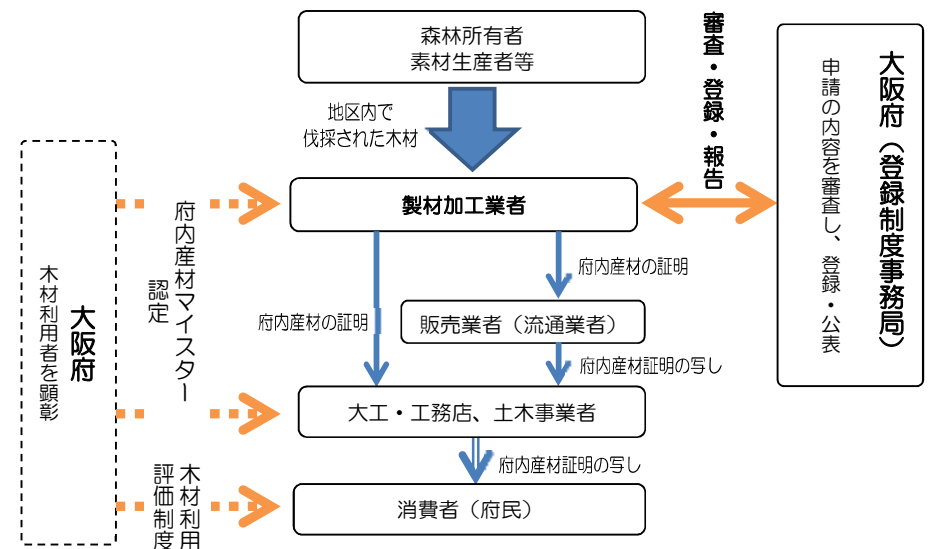 森林所有者
素材生産者等
地区内で
伐採された木材
審査・登録・報告
大阪府（登録制度事務局）
申請の内容を審査し、登録・公表
製材加工業者
府内産材の証明
販売業者（流通業者）
府内産材の証明
府内産材証明の写し
大工・工務店、土木事業者
府内産材証明の写し
消費者（府民）
大阪府
木材利用者を顕彰
府内産材マイスター
認定
木材利用
評価制度